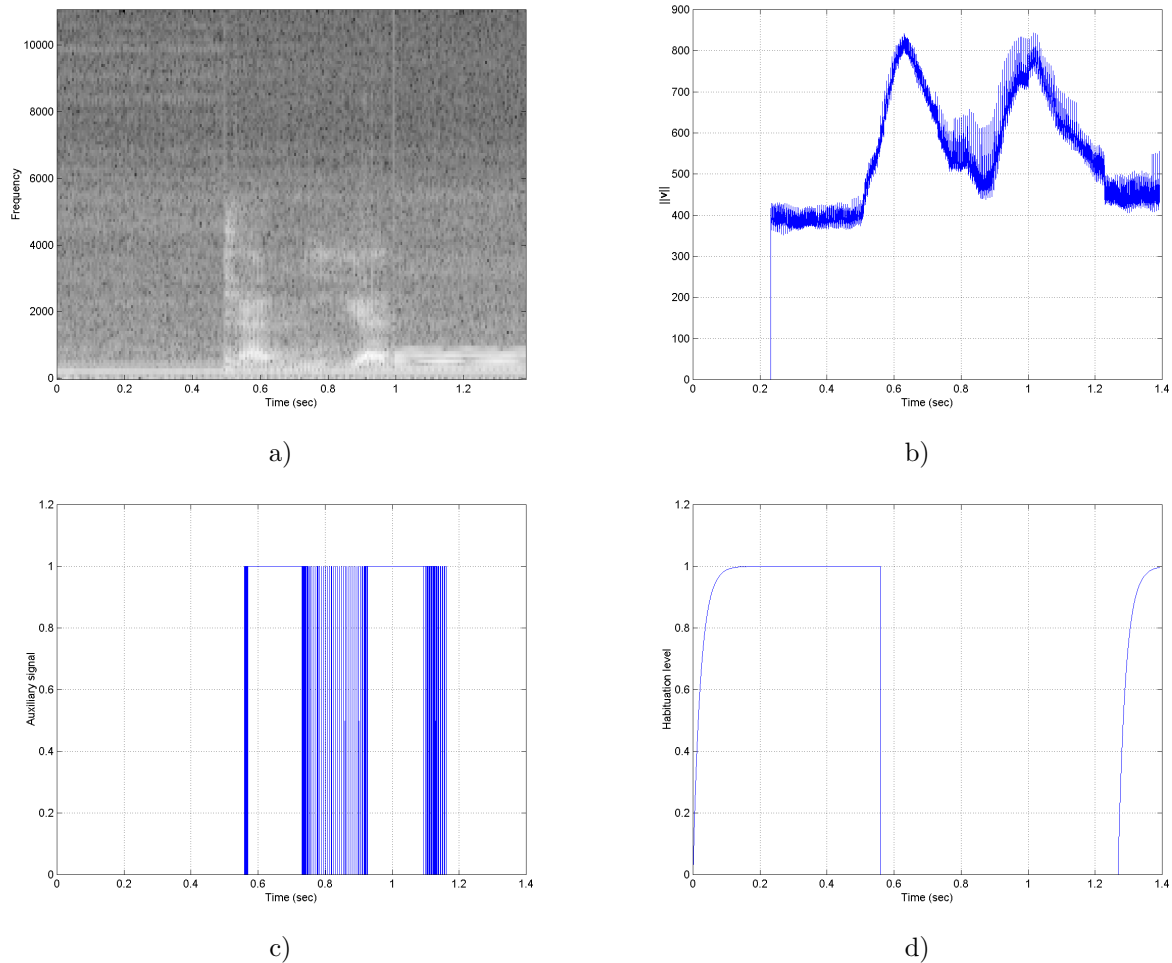 10000
8000
6000
4000
2000
0
Frequency
0 0.2 0.4 0.6 0.8 1 1.2
Time (sec)
a)
900
800
700
600
500
400
300
200
100
0
||v||
0 0.2 0.4 0.6 0.8 1 1.2 1.4
Time (sec)
b)
1.2
1
0.8
0.6
0.4
0.2
0
Auxiliary signal
0 0.2 0.4 0.6 0.8 1 1.2 1.4
Time (sec)
c)
1.2
1
0.8
0.6
0.4
0.2
0
Habituation level
0 0.2 0.4 0.6 0.8 1 1.2 1.4
Time (sec)
d)